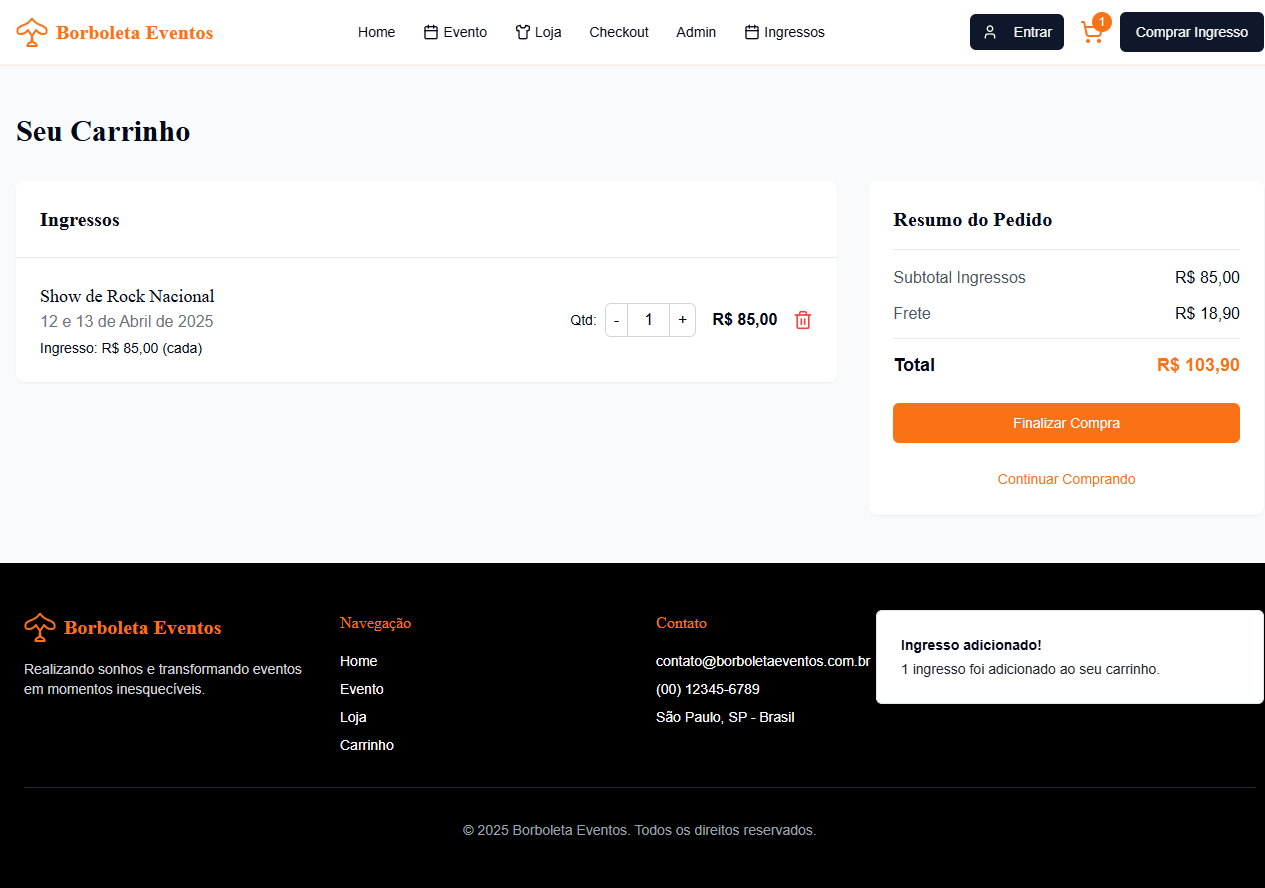 Borboleta Eventos
Home
Evento
Loja
Checkout
Admin
Ingressos
Entrar
1
Comprar Ingresso
Seu Carrinho
Ingressos
Show de Rock Nacional
12 e 13 de Abril de 2025
Ingresso: R$ 85,00 (cada)
Qtd: - 1 + R$ 85,00
Resumo do Pedido
Subtotal Ingressos R$ 85,00
Frete R$ 18,90
Total R$ 103,90
Finalizar Compra
Continuar Comprando
Borboleta Eventos
Realizando sonhos e transformando eventos
em momentos inesquecíveis.
Navegação
Home
Evento
Loja
Carrinho
Contato
contato@borboletaeventos.com.br
(00) 12345-6789
São Paulo, SP - Brasil
Ingresso adicionado!
1 ingresso foi adicionado ao seu carrinho.
© 2025 Borboleta Eventos. Todos os direitos reservados.